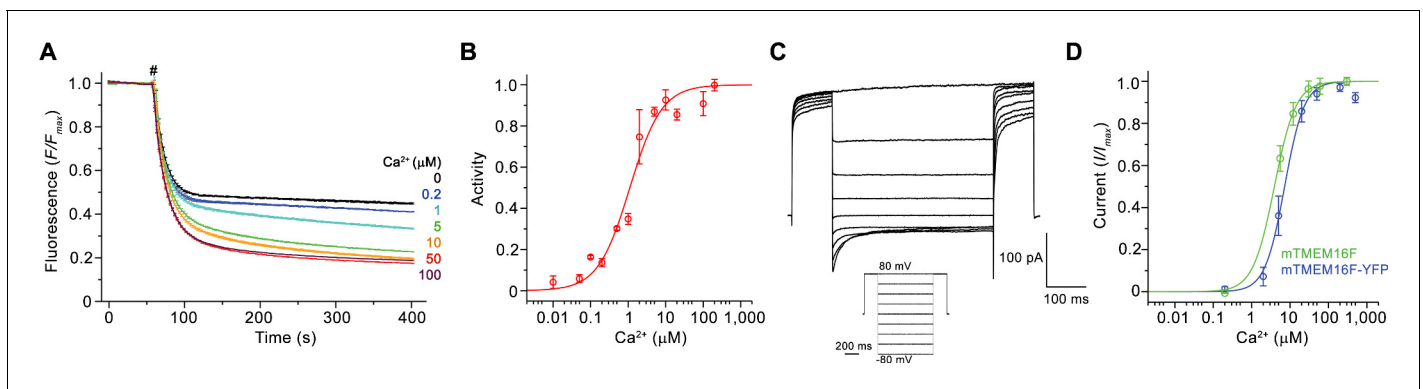 A
#
1.0
0.8
0.6
0.4
0.2
0
Fluorescence (F/Fmax)
Ca²⁺ (μM)
0
0.2
1
5
10
50
100
0 100 200 300 400
Time (s)
B
1.0
0.8
0.6
0.4
0.2
0
Activity
0.01 0.1 1 10 100 1,000
Ca²⁺ (μM)
C
100 pA
100 ms
80 mV
200 ms
-80 mV
D
1.0
0.8
0.6
0.4
0.2
0
Current (I/Imax)
mTMEM16F
mTMEM16F-YFP
0.01 0.1 1 10 100 1,000
Ca²⁺ (μM)